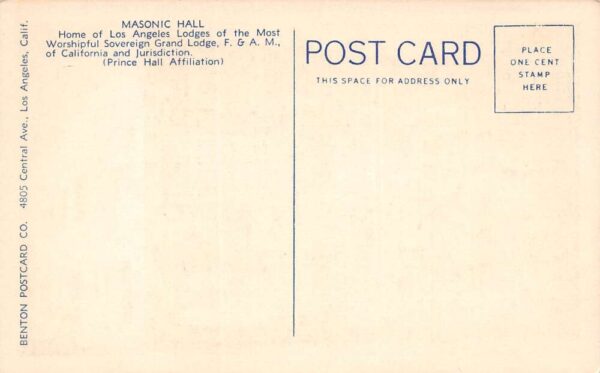 MASONIC HALL
Home of Los Angeles Lodges of the Most
Worshipful Sovereign Grand Lodge, F. & A. M.,
of California and Jurisdiction.
(Prince Hall Affiliation)
BENTON POSTCARD CO. 4805 Central Ave., Los Angeles, Calif.
POST CARD
THIS SPACE FOR ADDRESS ONLY
PLACE
ONE CENT
STAMP
HERE